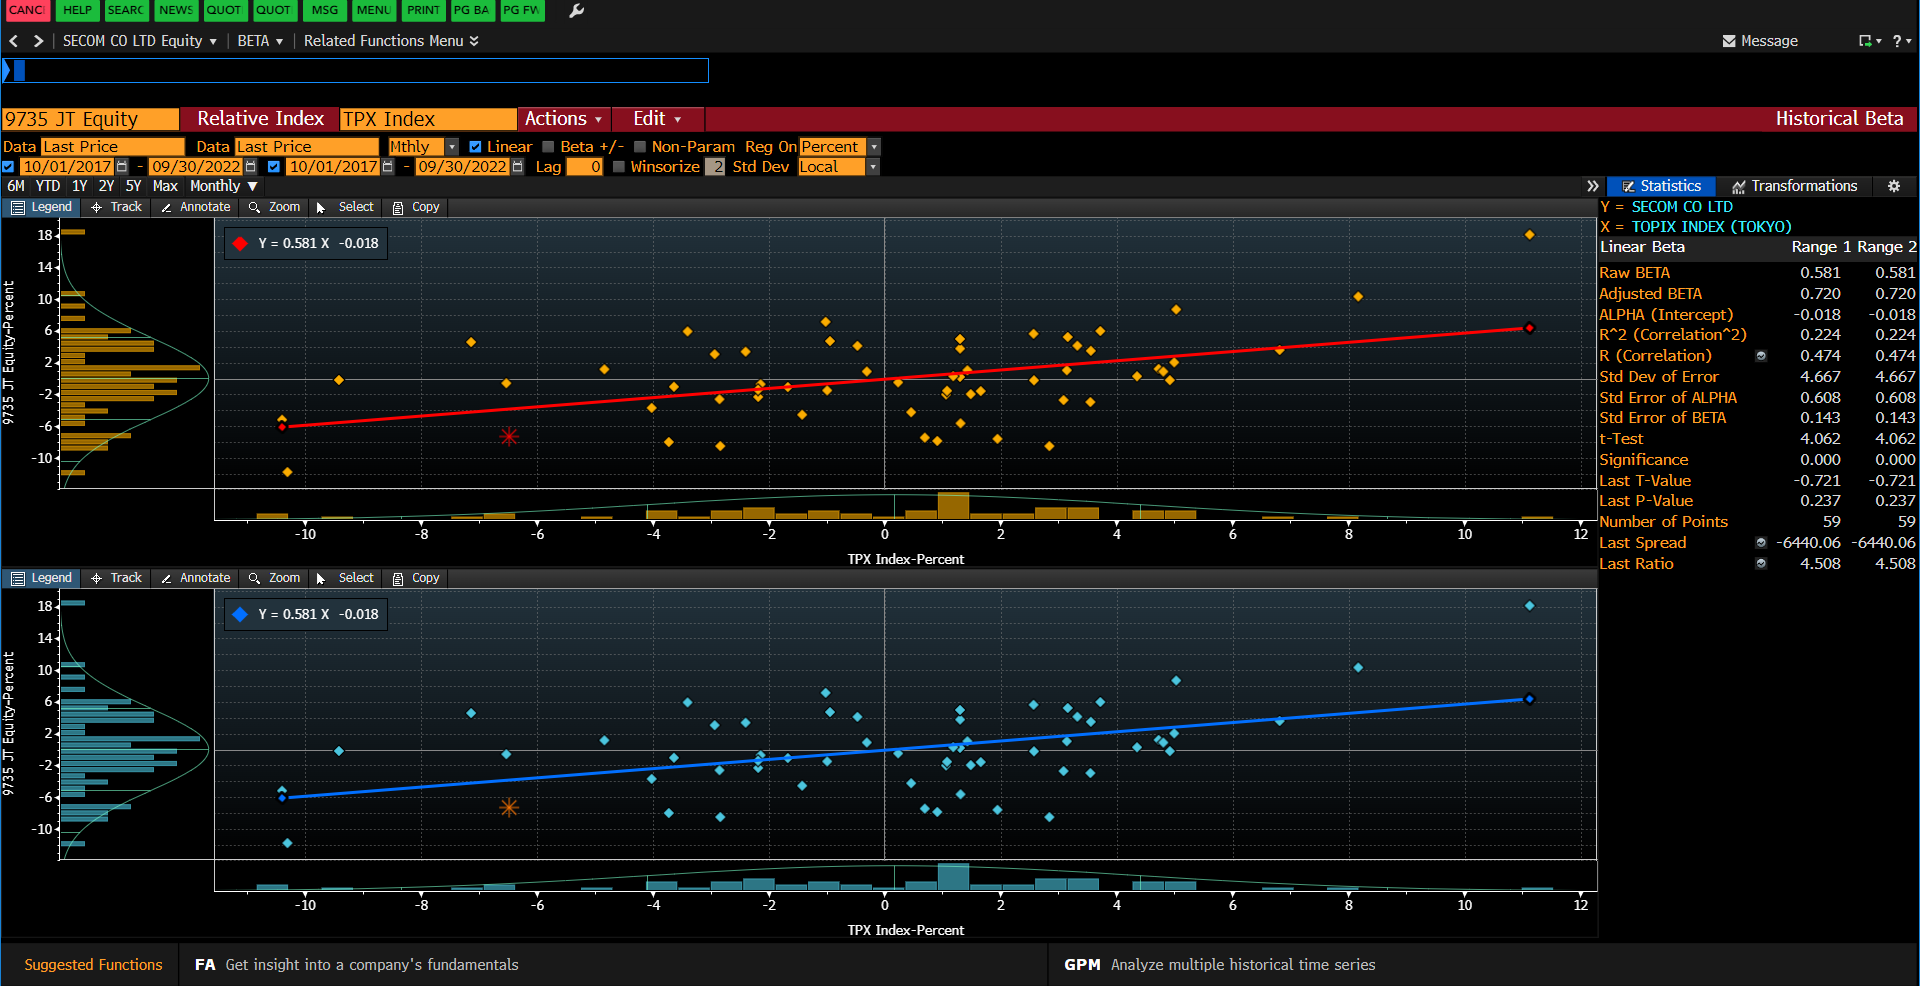 CANC HELP SEARC NEWS QUOT QUOT MSG MENU PRINT PG BA PG FW
SECOM CO LTD Equity BETA Related Functions Menu Message ?
9735 JT Equity Relative Index TPX Index Actions Edit Historical Beta
Data Last Price Data Last Price Mthly Linear Beta +/- Non-Param Reg On Percent
10/01/2017 - 09/30/2022 10/01/2017 - 09/30/2022 Lag 0 Winsorize 2 Std Dev Local
6M YTD 1Y 2Y 5Y Max Monthly Statistics Transformations
Legend Track Annotate Zoom Select Copy
Y = 0.581 X -0.018
18
14
10
6
2
-2
-6
-10
9735 JT Equity-Percent
-10 -8 -6 -4 -2 0 2 4 6 8 10 12
TPX Index-Percent
Legend Track Annotate Zoom Select Copy
Y = 0.581 X -0.018
18
14
10
6
2
-2
-6
-10
9735 JT Equity-Percent
-10 -8 -6 -4 -2 0 2 4 6 8 10 12
TPX Index-Percent
Y = SECOM CO LTD
X = TOPIX INDEX (TOKYO)
Linear Beta Range 1 Range 2
Raw BETA 0.581 0.581
Adjusted BETA 0.720 0.720
ALPHA (Intercept) -0.018 -0.018
R^2 (Correlation^2) 0.224 0.224
R (Correlation) 0.474 0.474
Std Dev of Error 4.667 4.667
Std Error of ALPHA 0.608 0.608
Std Error of BETA 0.143 0.143
t-Test 4.062 4.062
Significance 0.000 0.000
Last T-Value -0.721 -0.721
Last P-Value 0.237 0.237
Number of Points 59 59
Last Spread -6440.06 -6440.06
Last Ratio 4.508 4.508
Suggested Functions FA Get insight into a company's fundamentals GPM Analyze multiple historical time series